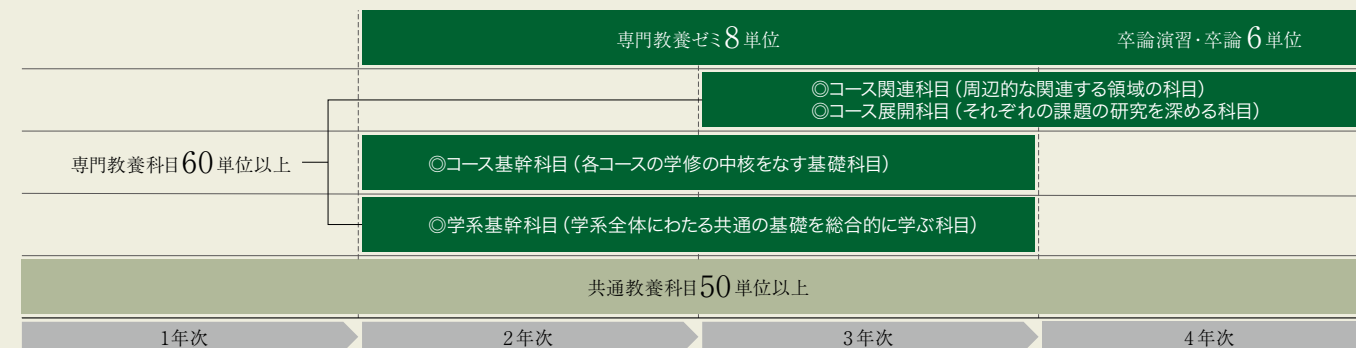 専門教養ゼミ8単位
卒論演習・卒論6単位
◎コース関連科目(周辺的な関連する領域の科目)
◎コース展開科目(それぞれの課題の研究を深める科目)
専門教養科目60単位以上
◎コース基幹科目(各コースの学修の中核をなす基礎科目)
◎学系基幹科目(学系全体にわたる共通の基礎を総合的に学ぶ科目)
共通教養科目50単位以上
1年次
2年次
3年次
4年次